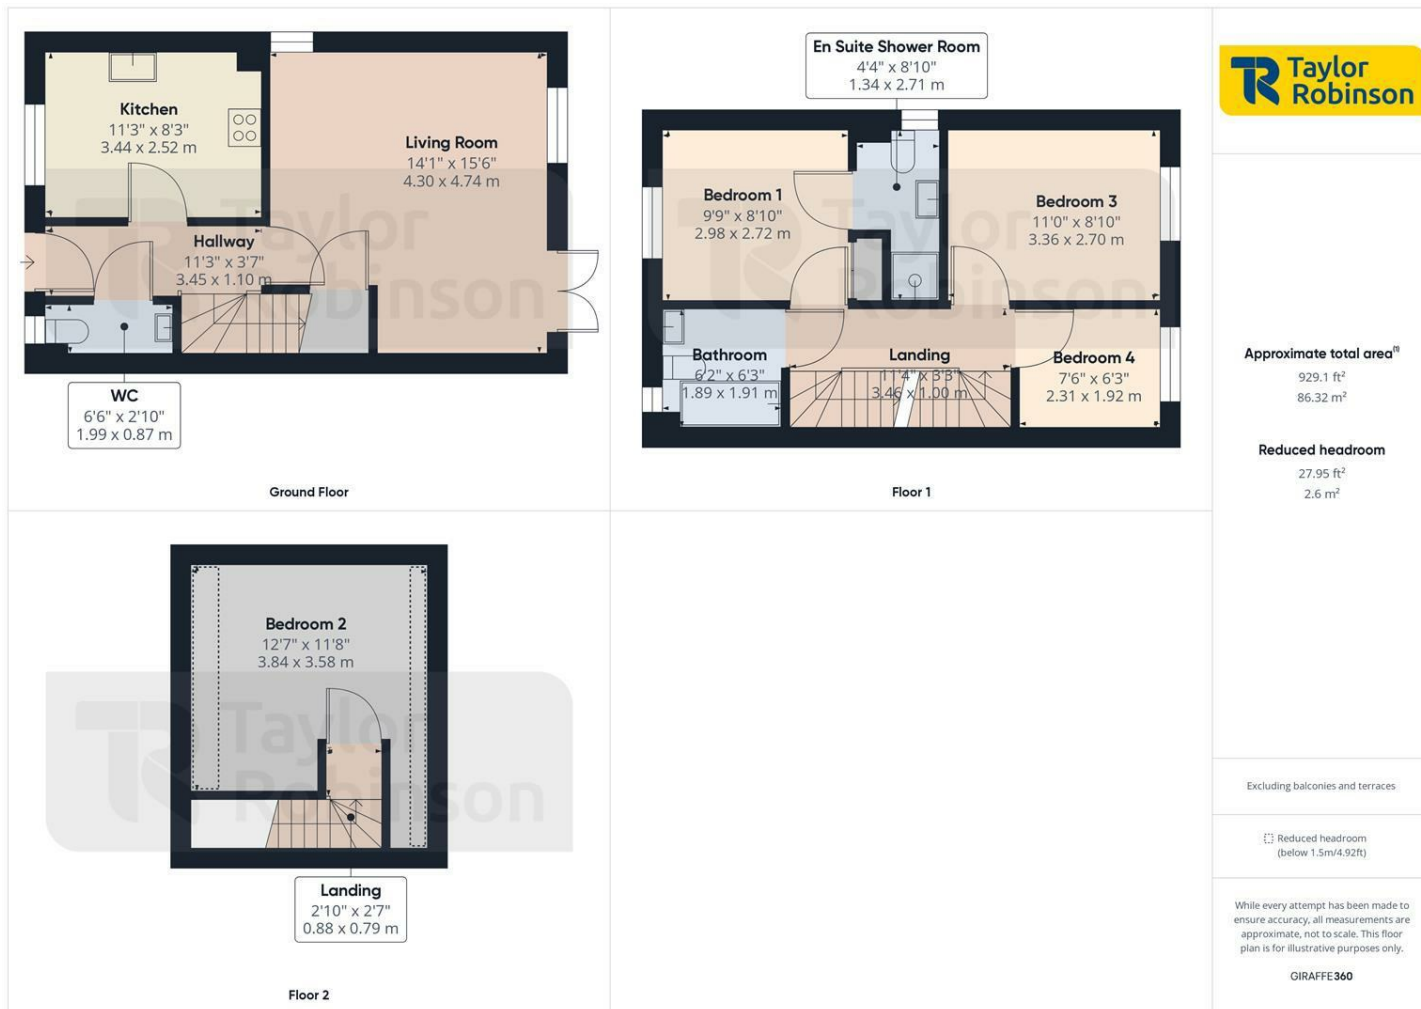 Kitchen
11'3" x 8'3"
3.44 x 2.52 m
Living Room
14'1" x 15'6"
4.30 x 4.74 m
Hallway
11'3" x 3'7"
3.45 x 1.10 m
WC
6'6" x 2'10"
1.99 x 0.87 m
Taylor
Robinson
Ground Floor
En Suite Shower Room
4'4" x 8'10"
1.34 x 2.71 m
Bedroom 1
9'9" x 8'10"
2.98 x 2.72 m
Bedroom 3
11'0" x 8'10"
3.36 x 2.70 m
Bathroom
6'2" x 6'3"
1.89 x 1.91 m
Landing
11'4" x 3'3"
3.46 x 1.00 m
Bedroom 4
7'6" x 6'3"
2.31 x 1.92 m
Taylor
Robinson
Floor 1
Bedroom 2
12'7" x 11'8"
3.84 x 3.58 m
Taylor
Robinson
Landing
2'10" x 2'7"
0.88 x 0.79 m
Floor 2
TR Taylor
Robinson
Approximate total area(1)
929.1 ft²
86.32 m²
Reduced headroom
27.95 ft²
2.6 m²
Excluding balconies and terraces
Reduced headroom
(below 1.5m/4.92ft)
While every attempt has been made to
ensure accuracy, all measurements are
approximate, not to scale. This floor
plan is for illustrative purposes only.
GIRAFFE360